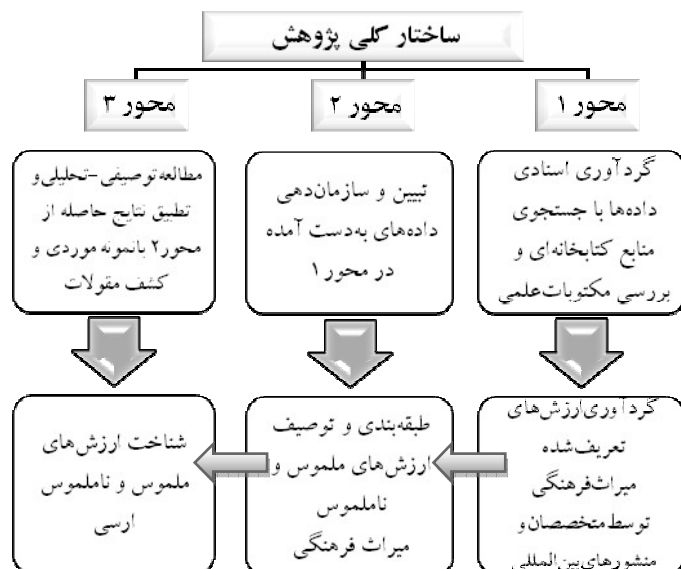 ساختار کلی پژوهش
محور ۱
گردآوری اسنادی
داده‌ها با جستجوی
منابع کتابخانه‌ای و
بررسی مکتوبات‌علمی
گردآوری‌ارزش‌های
تعریف‌شده
میراث‌فرهنگی
توسط‌متخصصان‌و
منشورهای‌بین‌المللی
محور ۲
تبیین و سازمان‌دهی
داده‌های به‌دست آمده
در محور ۱
طبقه‌بندی و توصیف
ارزش‌های ملموس و
ناملموس
میراث فرهنگی
محور ۳
مطالعه توصیفی-تحلیلی‌و
تطبیق نتایج حاصله از
محور۲ بانمونه موردی و
کشف مقولات
شناخت ارزش‌های
ملموس و ناملموس
ارسی